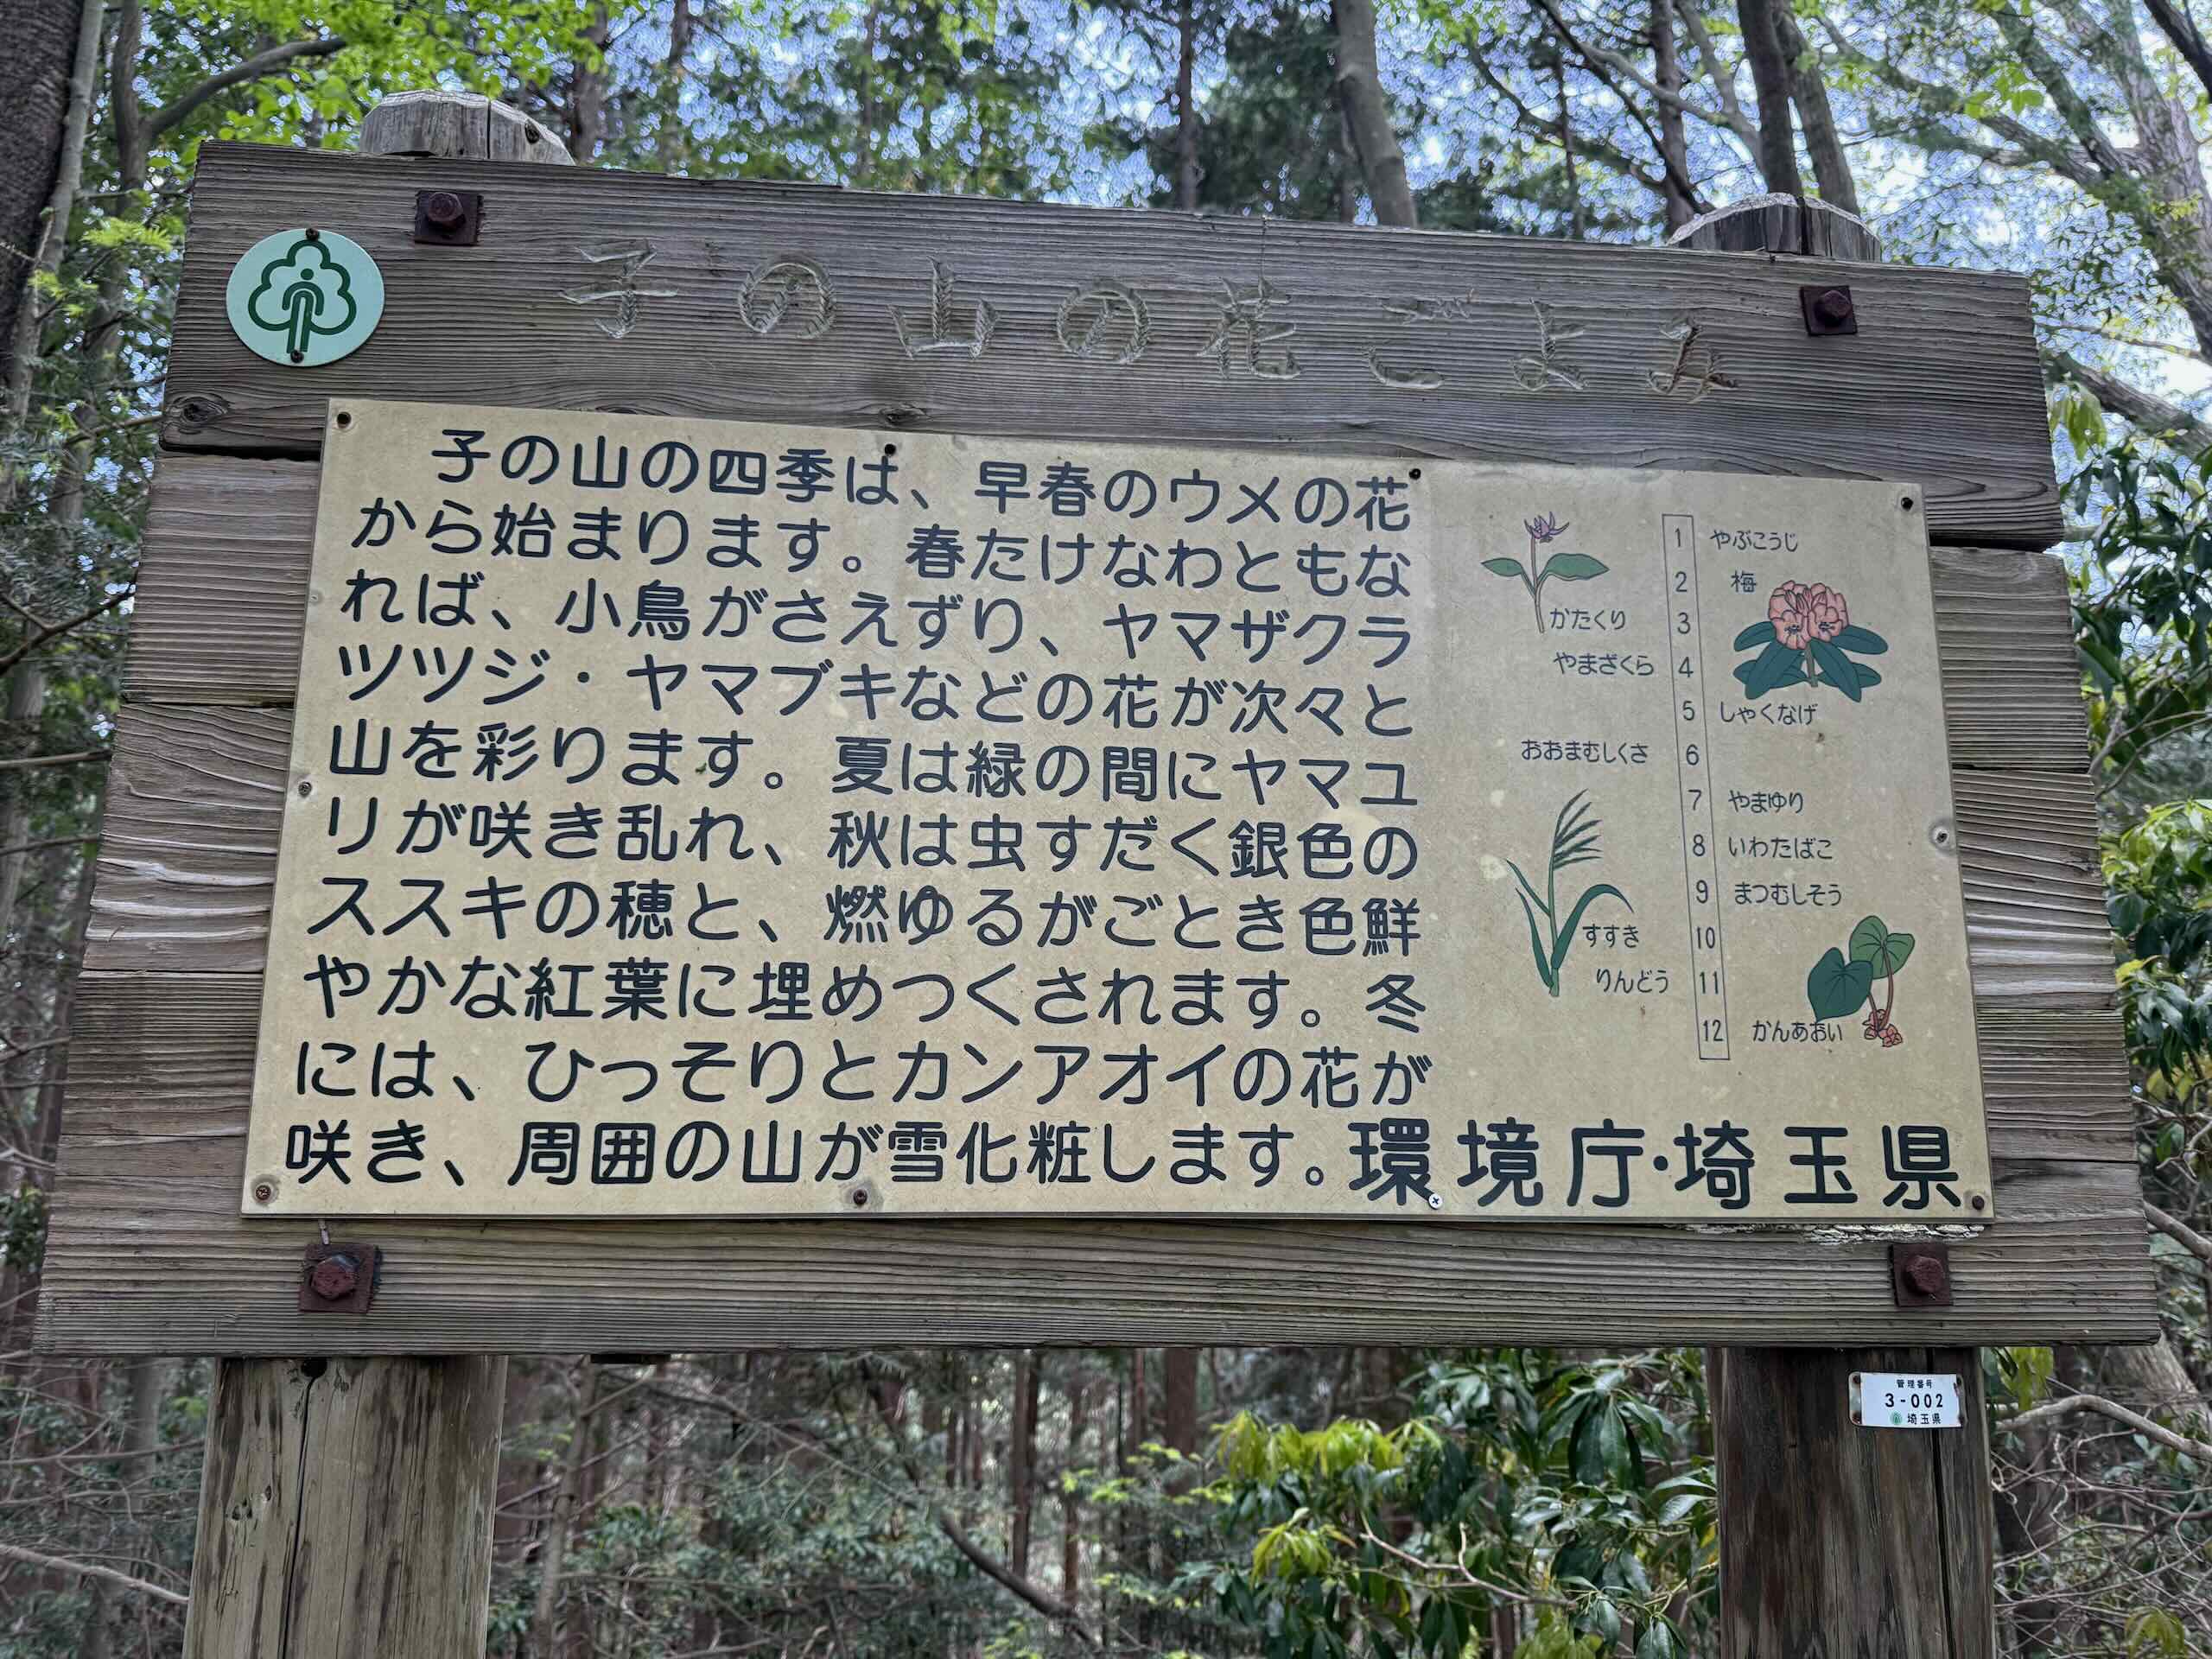 子の山の花ごよみ
子の山の四季は、早春のウメの花
から始まります。春たけなわともな
れば、小鳥がさえずり、ヤマザクラ
ツツジ・ヤマブキなどの花が次々と
山を彩ります。夏は緑の間にヤマユ
リが咲き乱れ、秋は虫すだく銀色の
ススキの穂と、燃ゆるがごとき色鮮
やかな紅葉に埋めつくされます。冬
には、ひっそりとカンアオイの花が
咲き、周囲の山が雪化粧します。
1 やぶこうじ
2 梅
かたくり 3
やまざくら 4
5 しゃくなげ
おおまむしくさ 6
7 やまゆり
8 いわたばこ
9 まつむしそう
すすき 10
りんどう 11
12 かんあおい
環境庁・埼玉県
管理番号
3-002
埼玉県